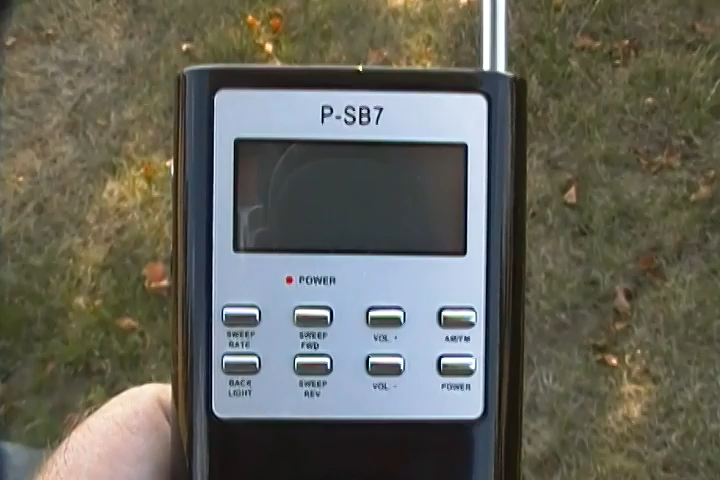 P-SB7
POWER
SWEEP RATE
SWEEP FWD
VOL +
AM/FM
BACK LIGHT
SWEEP REV
VOL -
POWER